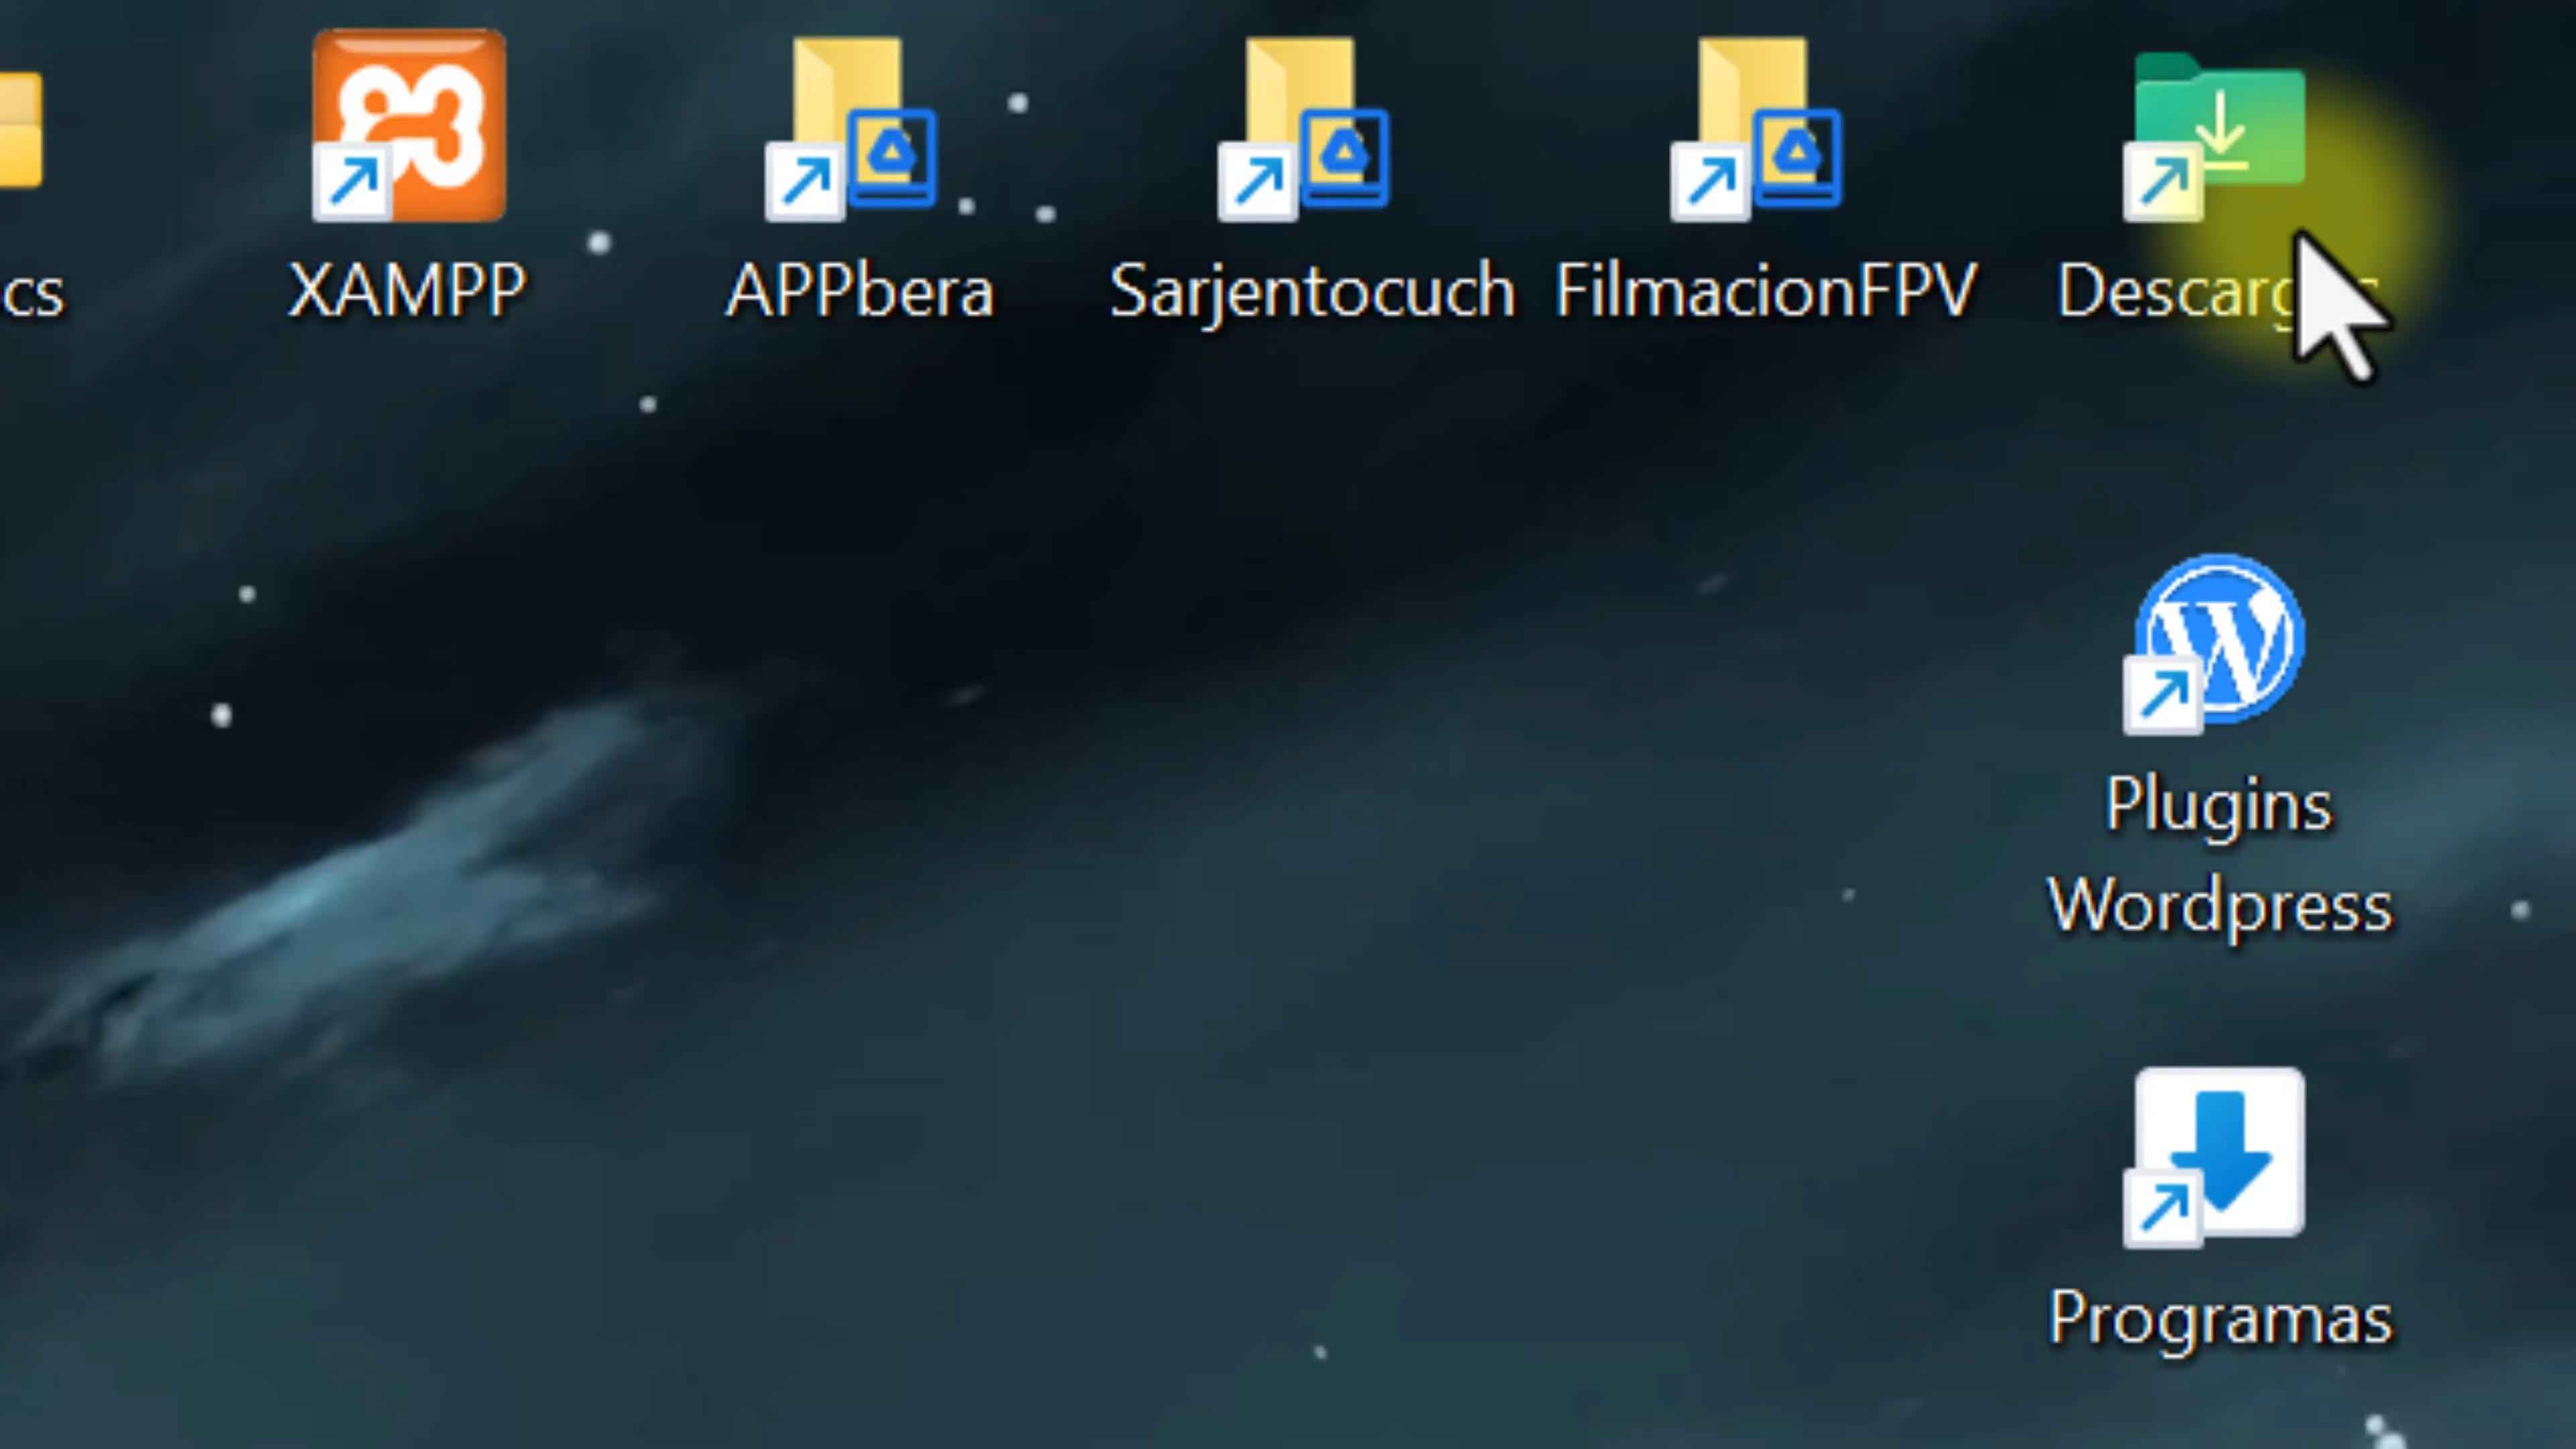 cs
XAMPP
APPbera
Sarjentocuch
FilmacionFPV
Plugins
Wordpress
Programas